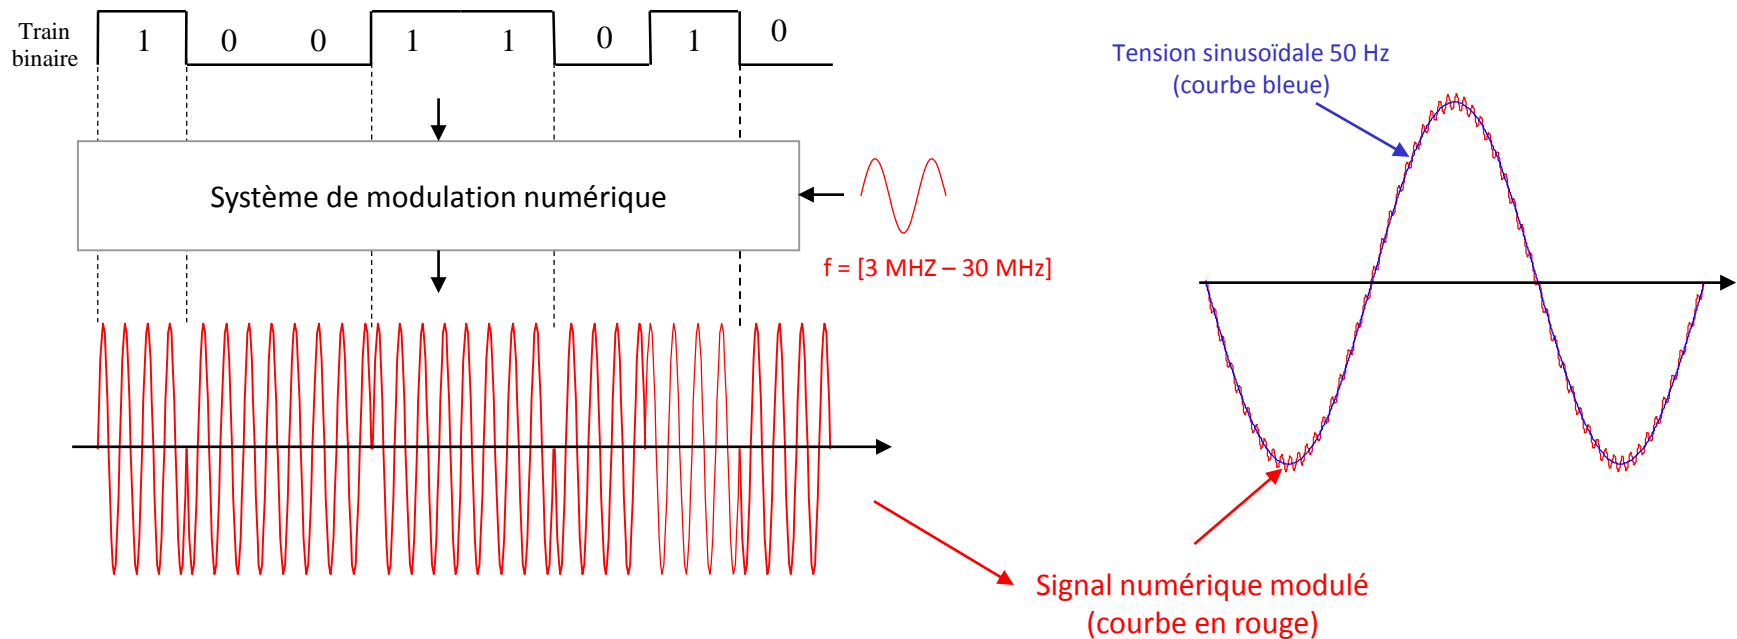 Train
binaire
1 0 0 1 1 0 1 0
Tension sinusoïdale 50 Hz
(courbe bleue)
Système de modulation numérique
f = [3 MHZ – 30 MHz]
Signal numérique modulé
(courbe en rouge)